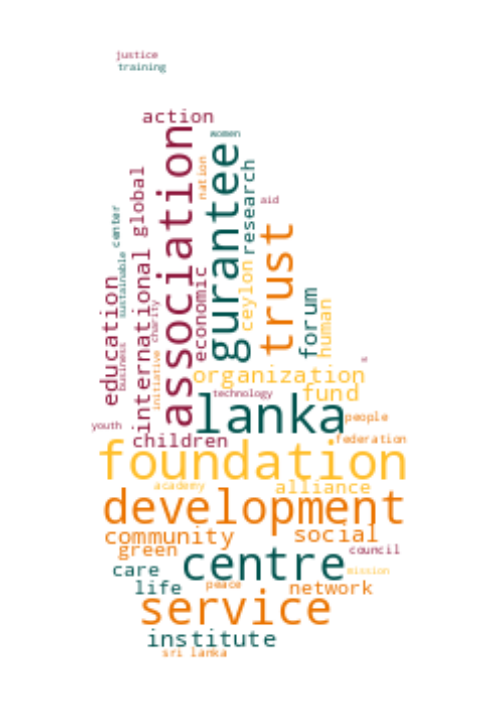 justice
training
action
women
association
gurantee
nation
research
global
aid
center
sustainable
trust
international
economic
ceylon
education
business
initiative
charity
forum
human
organization
technology
fund
lanka
people
youth
children
federation
foundation
academy
alliance
development
community
social
green
centre
council
care
mission
life
peace
network
service
institute
sri lanka